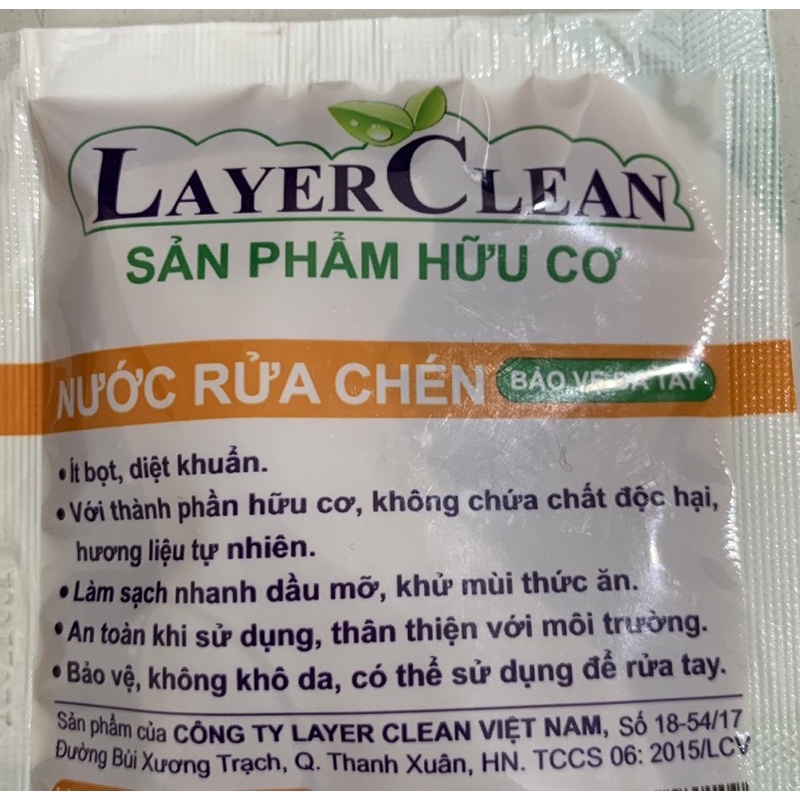 LAYERCLEAN
SẢN PHẨM HỮU CƠ
NƯỚC RỬA CHÉN BẢO VỆ DA TAY
•Ít bọt, diệt khuẩn.
•Với thành phần hữu cơ, không chứa chất độc hại,
hương liệu tự nhiên.
•Làm sạch nhanh dầu mỡ, khử mùi thức ăn.
•An toàn khi sử dụng, thân thiện với môi trường.
•Bảo vệ, không khô da, có thể sử dụng để rửa tay.
Sản phẩm của CÔNG TY LAYER CLEAN VIỆT NAM, Số 18-54/17
Đường Bùi Xương Trạch, Q. Thanh Xuân, HN. TCCS 06: 2015/LCV